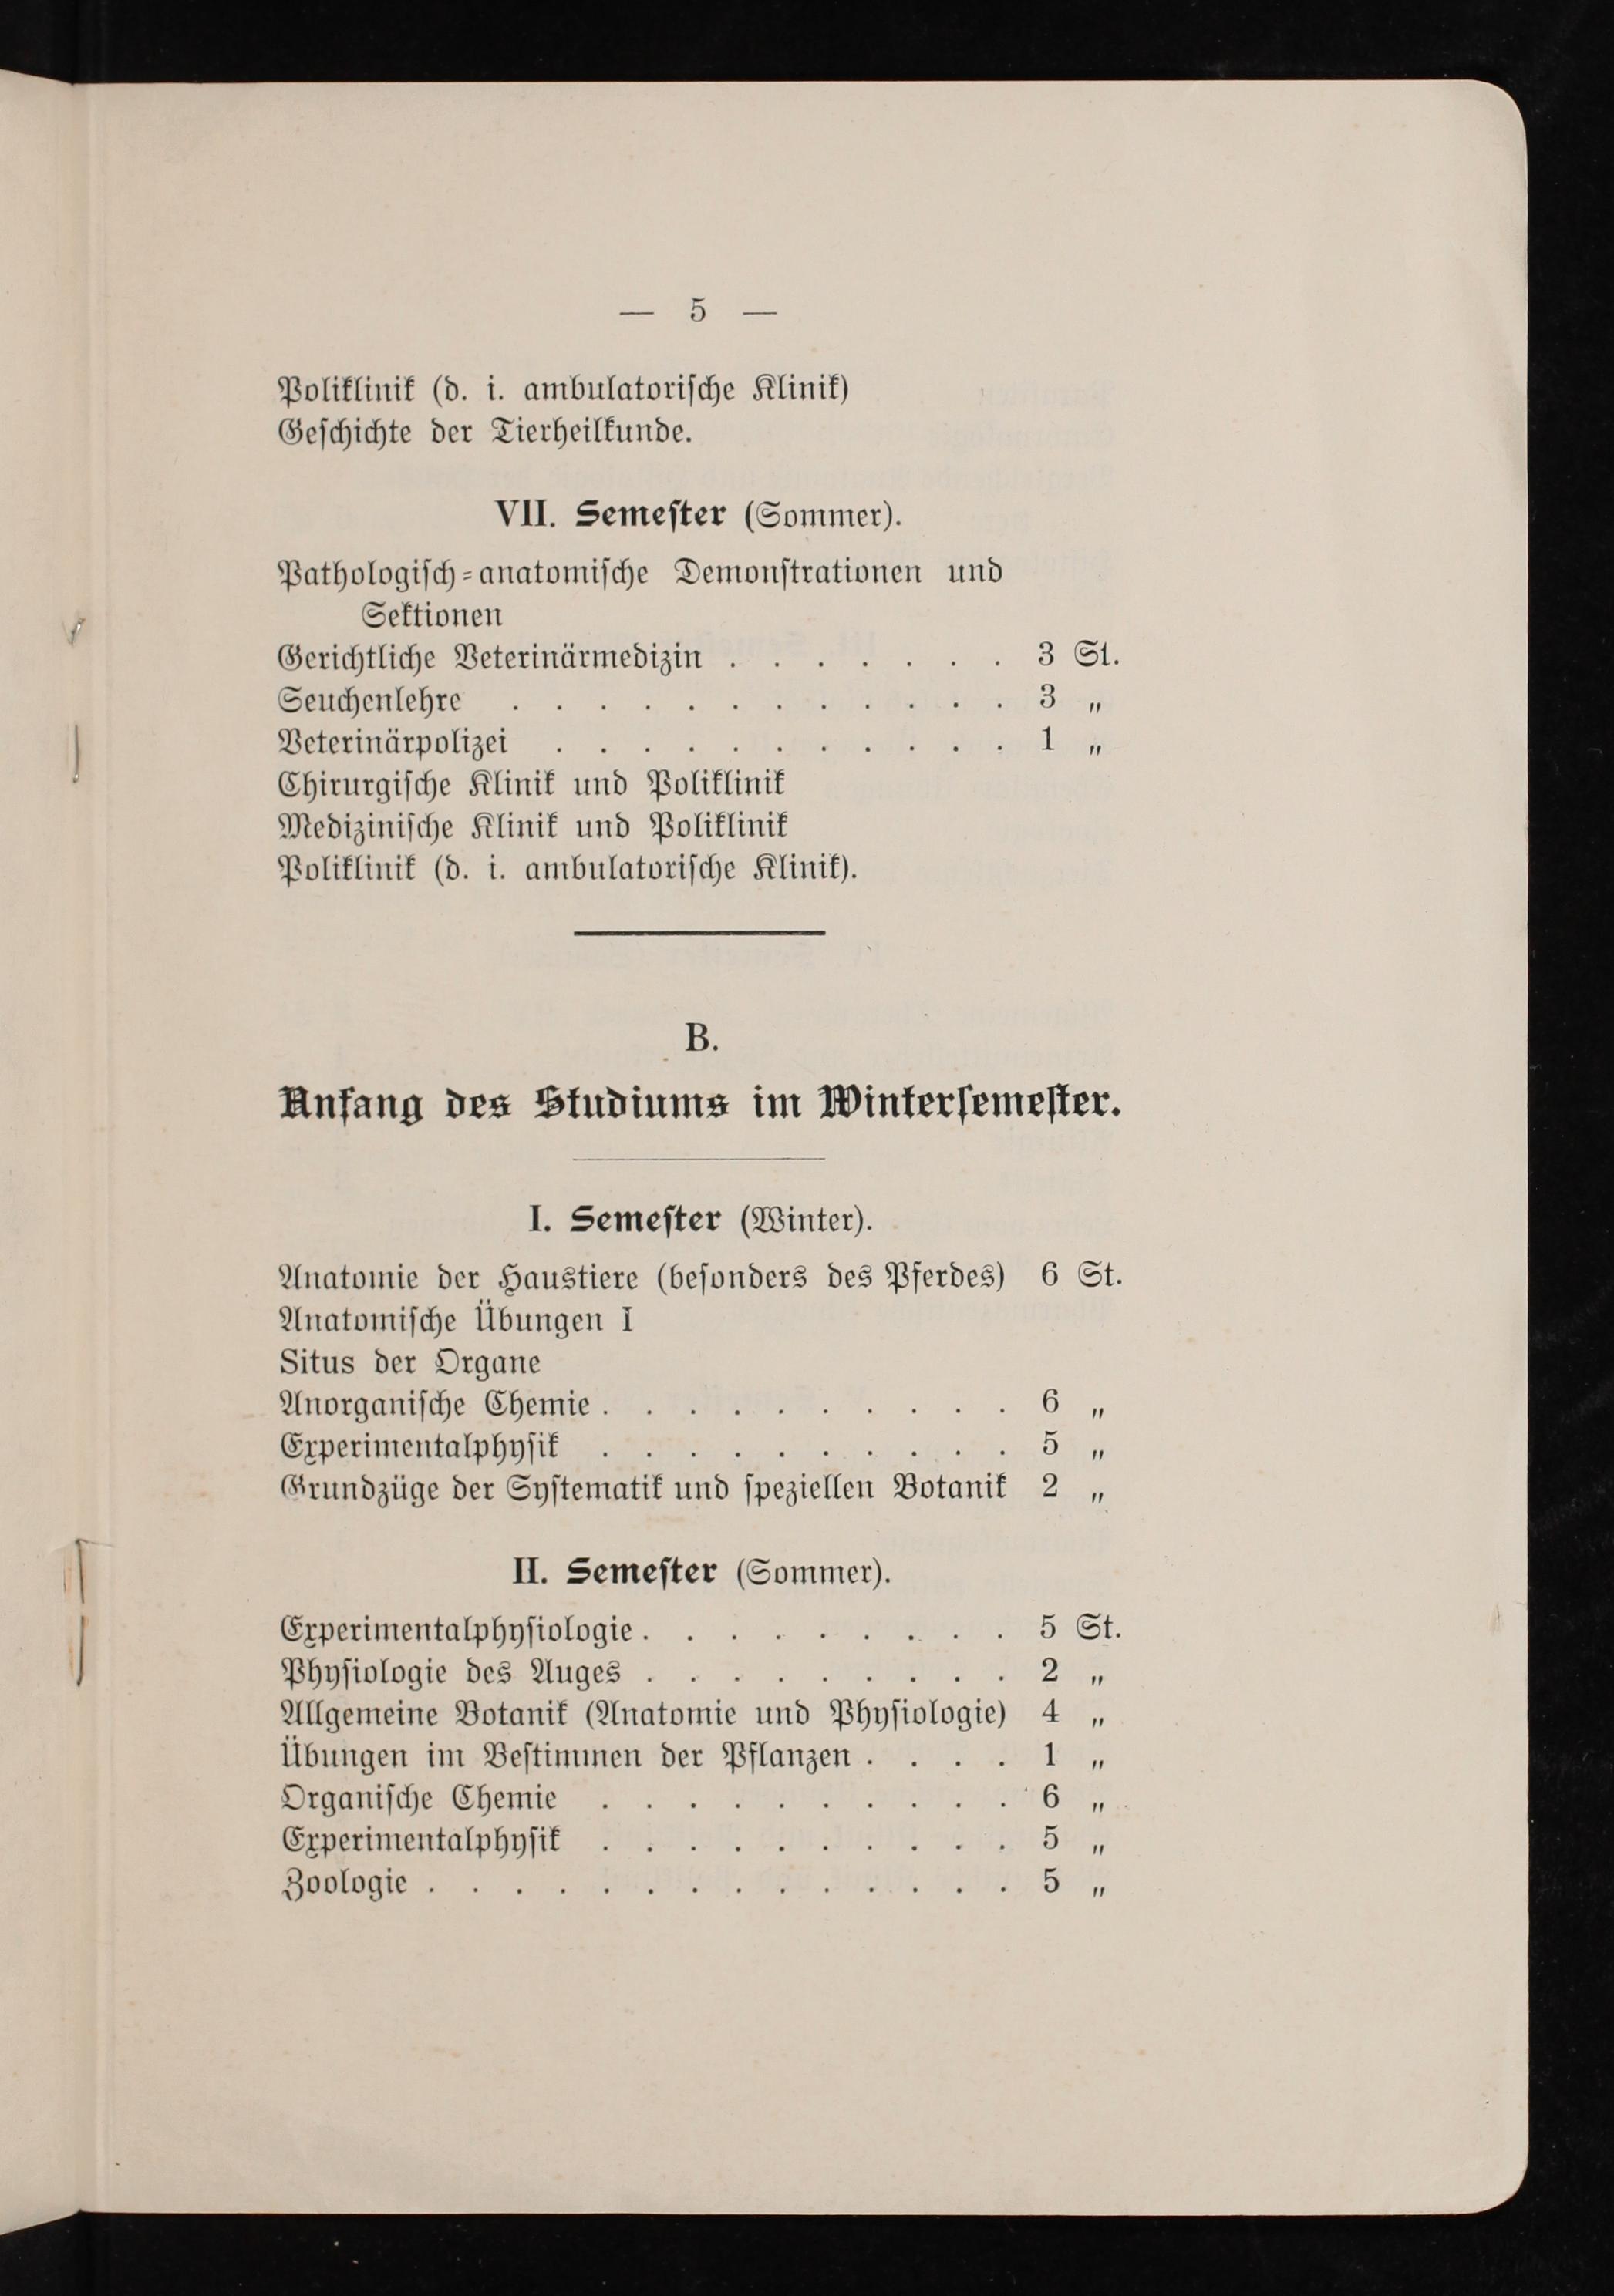 — 5 —
Poliklinik (d. i. ambulatoriſche Klinik)
Geſchichte der Tierheilkunde.
VII. Semeſter (Sommer).
Pathologiſch-anatomiſche Demonſtrationen und
Sektionen
Gerichtliche Veterinärmedizin . . . . . . . 3 St.
Seuchenlehre . . . . . . . . . . . . 3 „
Veterinärpolizei . . . . . . . . . . . 1 „
Chirurgiſche Klinik und Poliklinik
Mediziniſche Klinik und Poliklinik
Poliklinik (d. i. ambulatoriſche Klinik).
B.
Anfang des Studiums im Winterſemeſter.
I. Semeſter (Winter).
Anatomie der Haustiere (beſonders des Pferdes) 6 St.
Anatomiſche Übungen I
Situs der Organe
Anorganiſche Chemie . . . . . . . . . . 6 „
Experimentalphyſik . . . . . . . . . . 5 „
Grundzüge der Syſtematik und ſpeziellen Botanik 2 „
II. Semeſter (Sommer).
Experimentalphyſiologie . . . . . . . . . 5 St.
Phyſiologie des Auges . . . . . . . . . 2 „
Allgemeine Botanik (Anatomie und Phyſiologie) 4 „
Übungen im Beſtimmen der Pflanzen . . . . 1 „
Organiſche Chemie . . . . . . . . . . 6 „
Experimentalphyſik . . . . . . . . . . 5 „
Zoologie . . . . . . . . . . . . . . 5 „